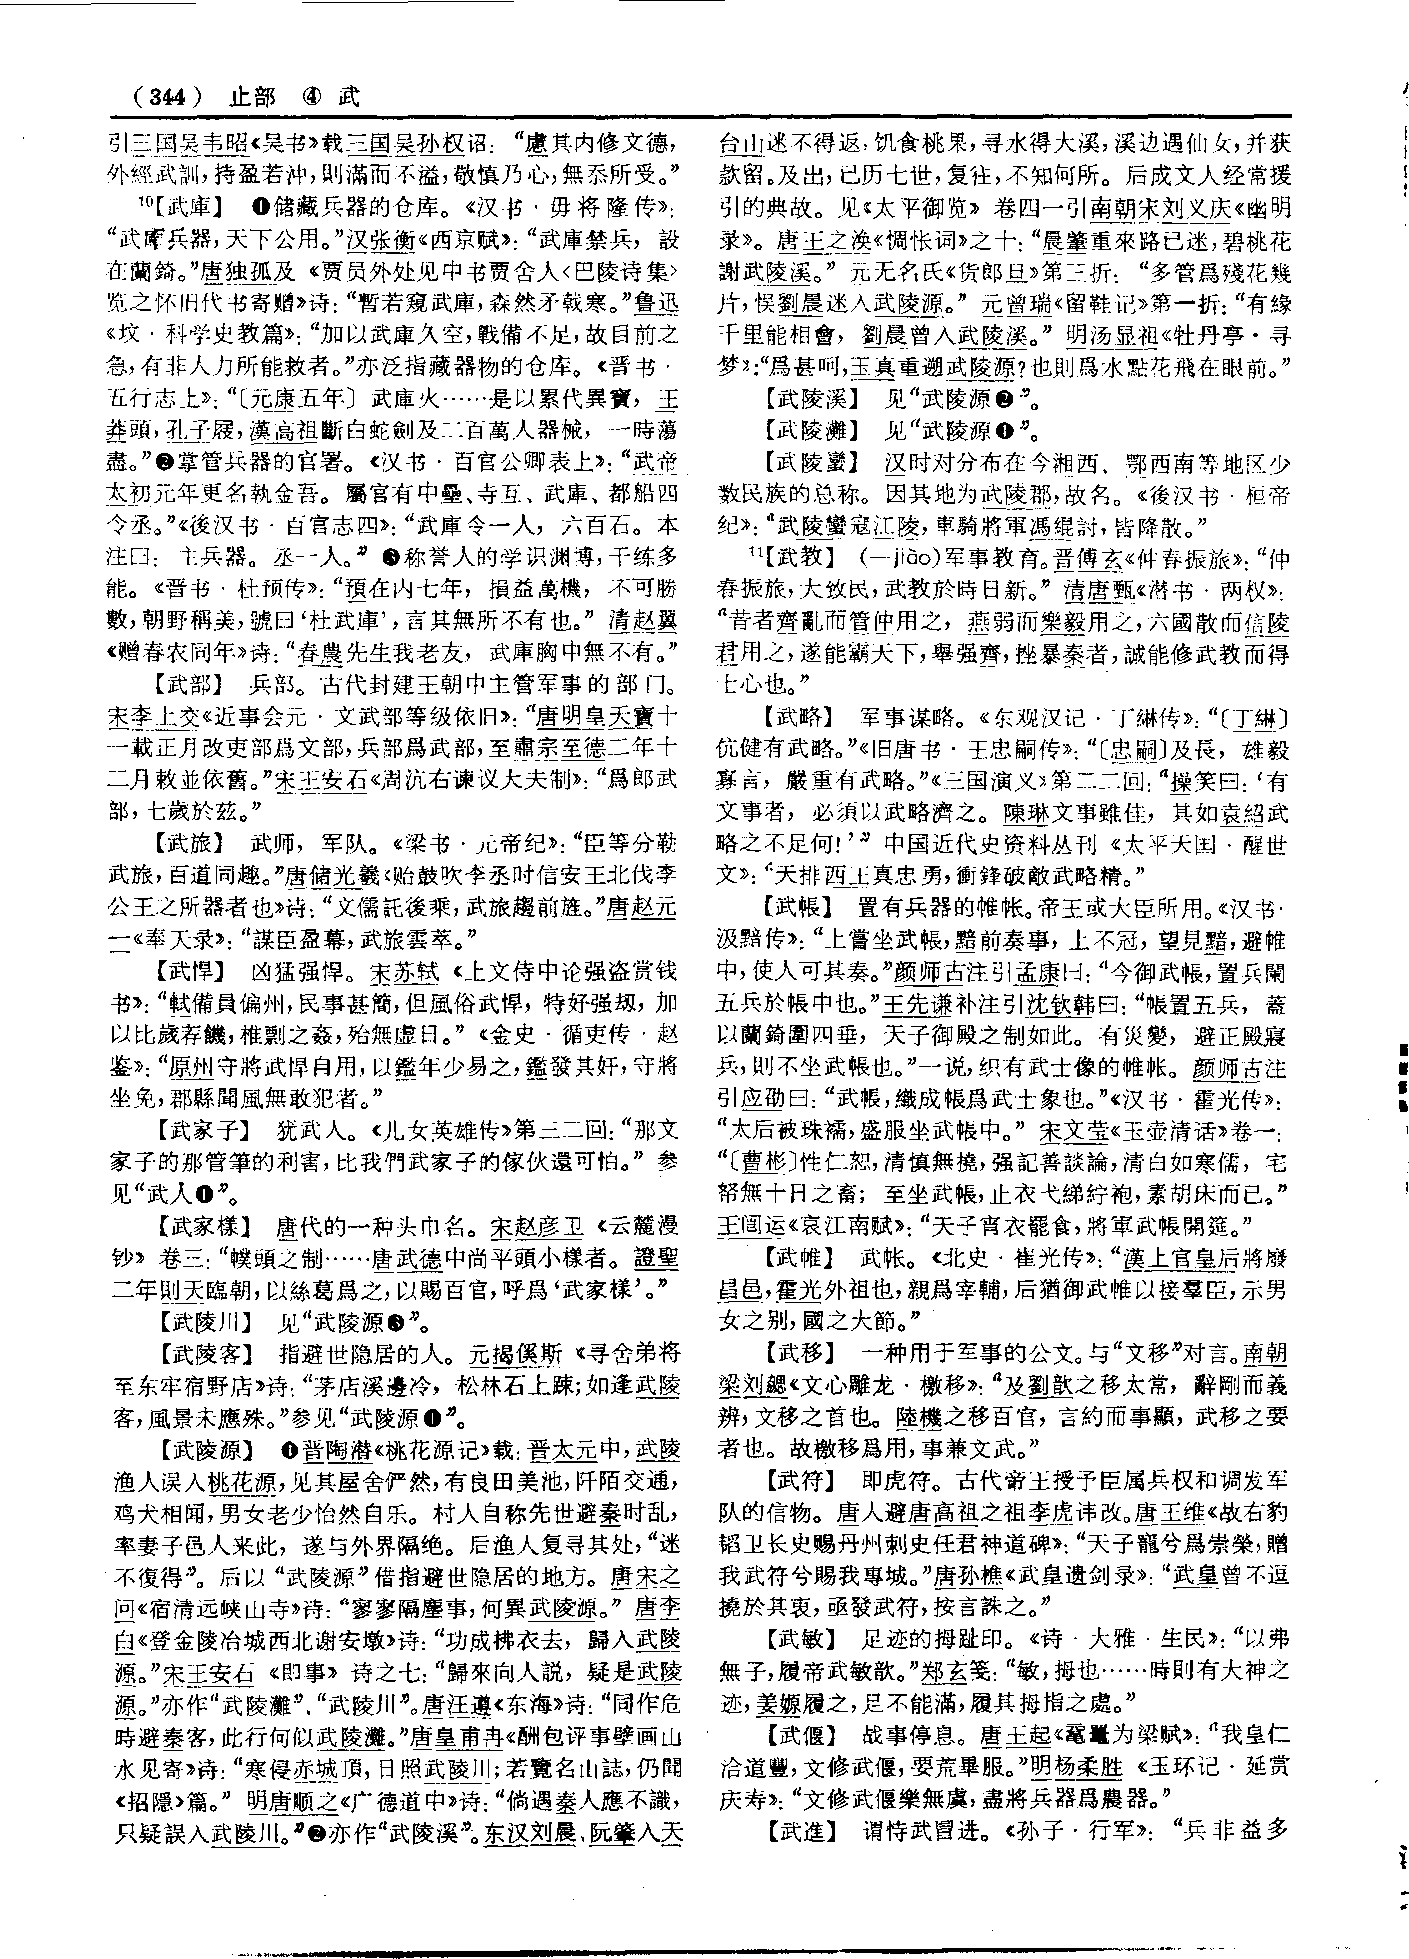 （344） 止部 ④ 武
引三国吴韦昭《吴书》载三国吴孙权诏：“慮其内修文德，
外經武訓，持盈若沖，則滿而不溢，敬慎乃心，無忝所受。”
10【武庫】 ❶储藏兵器的仓库。《汉书·毋将隆传》：
“武庫兵器，天下公用。”汉张衡《西京赋》：“武庫禁兵，設
在蘭錡。”唐独孤及《贾员外处见中书贾舍人〈巴陵诗集〉
览之怀旧代书寄赠》诗：“暫若窺武庫，森然矛戟寒。”鲁迅
《坟·科学史教篇》：“加以武庫久空，戰備不足，故目前之
急，有非人力所能救者。”亦泛指藏器物的仓库。《晋书·
五行志上》：“〔元康五年〕武庫火……是以累代異寶，王
莽頭，孔子屐，漢高祖斷白蛇劍及二百萬人器械，一時蕩
盡。”❷掌管兵器的官署。《汉书·百官公卿表上》：“武帝
太初元年更名執金吾。屬官有中壘、寺互、武庫、都船四
令丞。”《後汉书·百官志四》：“武庫令一人，六百石。本
注曰：主兵器。丞一人。”❸称誉人的学识渊博，干练多
能。《晋书·杜预传》：“預在内七年，損益萬機，不可勝
數，朝野稱美，號曰‘杜武庫’，言其無所不有也。”清赵翼
《赠春农同年》诗：“春農先生我老友，武庫胸中無不有。”
【武部】 兵部。古代封建王朝中主管军事的部门。
宋李上交《近事会元·文武部等级依旧》：“唐明皇天寶十
一載正月改吏部爲文部，兵部爲武部，至肅宗至德二年十
二月敕並依舊。”宋王安石《周沆右谏议大夫制》：“爲郎武
部，七歲於兹。”
【武旅】 武师，军队。《梁书·元帝纪》：“臣等分勒
武旅，百道同趣。”唐储光羲《贻鼓吹李丞时信安王北伐李
公王之所器者也》诗：“文儒託後乘，武旅趨前旌。”唐赵元
一《奉天录》：“謀臣盈幕，武旅雲萃。”
【武悍】 凶猛强悍。宋苏轼《上文侍中论强盗赏钱
书》：“軾備員偏州，民事甚簡，但風俗武悍，特好强刼，加
以比歲荐饑，椎剽之姦，殆無虚日。”《金史·循吏传·赵
鉴》：“原州守將武悍自用，以鑑年少易之，鑑發其奸，守將
坐免，郡縣聞風無敢犯者。”
【武家子】 犹武人。《儿女英雄传》第三二回：“那文
家子的那管筆的利害，比我們武家子的傢伙還可怕。”参
见“武人❶”。
【武家樣】 唐代的一种头巾名。宋赵彦卫《云麓漫
钞》卷三：“幞頭之制……唐武德中尚平頭小樣者。證聖
二年則天臨朝，以絲葛爲之，以賜百官，呼爲‘武家樣’。”
【武陵川】 见“武陵源❸”。
【武陵客】 指避世隐居的人。元揭傒斯《寻舍弟将
至东牢宿野店》诗：“茅店溪邊冷，松林石上踈；如逢武陵
客，風景未應殊。”参见“武陵源❶”。
【武陵源】 ❶晋陶潜《桃花源记》载：晋太元中，武陵
渔人误入桃花源，见其屋舍俨然，有良田美池，阡陌交通，
鸡犬相闻，男女老少怡然自乐。村人自称先世避秦时乱，
率妻子邑人来此，遂与外界隔绝。后渔人复寻其处，“迷
不復得”。后以“武陵源”借指避世隐居的地方。唐宋之
问《宿清远峡山寺》诗：“寥寥隔塵事，何異武陵源。”唐李
白《登金陵冶城西北谢安墩》诗：“功成拂衣去，歸入武陵
源。”宋王安石《即事》诗之七：“歸來向人説，疑是武陵
源。”亦作“武陵灘”、“武陵川”。唐汪遵《东海》诗：“同作危
時避秦客，此行何似武陵灘。”唐皇甫冉《酬包评事壁画山
水见寄》诗：“寒侵赤城頂，日照武陵川；若覽名山誌，仍聞
《招隱》篇。”明唐顺之《广德道中》诗：“倘遇秦人應不識，
只疑誤入武陵川。”❷亦作“武陵溪”。东汉刘晨、阮肇入天
台山迷不得返，饥食桃果，寻水得大溪，溪边遇仙女，并获
款留。及出，已历七世，复往，不知何所。后成文人经常援
引的典故。见《太平御览》卷四一引南朝宋刘义庆《幽明
录》。唐王之涣《惆怅词》之十：“晨肇重來路已迷，碧桃花
謝武陵溪。”元无名氏《货郎旦》第三折：“多管爲殘花幾
片，悮劉晨迷入武陵源。”元曾瑞《留鞋记》第一折：“有缘
千里能相會，劉晨曾入武陵溪。”明汤显祖《牡丹亭·寻
梦》：“爲甚呵，玉真重遡武陵源？也則爲水點花飛在眼前。”
【武陵溪】 见“武陵源❷”。
【武陵灘】 见“武陵源❶”。
【武陵蠻】 汉时对分布在今湘西、鄂西南等地区少
数民族的总称。因其地为武陵郡，故名。《後汉书·桓帝
纪》：“武陵蠻寇江陵，車騎將軍馮緄討，皆降散。”
11【武教】 （—jiào）军事教育。晋傅玄《仲春振旅》：“仲
春振旅，大致民，武教於時日新。”清唐甄《潜书·两权》：
“昔者齊亂而管仲用之，燕弱而樂毅用之，六國散而信陵
君用之，遂能霸天下，舉强齊，挫暴秦者，誠能修武教而得
士心也。”
【武略】 军事谋略。《东观汉记·丁綝传》：“〔丁綝〕
伉健有武略。”《旧唐书·王忠嗣传》：“〔忠嗣〕及長，雄毅
寡言，嚴重有武略。”《三国演义》第二二回：“操笑曰：‘有
文事者，必須以武略濟之。陳琳文事雖佳，其如袁紹武
略之不足何！’”中国近代史资料丛刊《太平天国·醒世
文》：“天排西王真忠勇，衝鋒破敵武略精。”
【武帳】 置有兵器的帷帐。帝王或大臣所用。《汉书·
汲黯传》：“上嘗坐武帳，黯前奏事，上不冠，望見黯，避帷
中，使人可其奏。”颜师古注引孟康曰：“今御武帳，置兵闌
五兵於帳中也。”王先谦补注引沈钦韩曰：“帳置五兵，蓋
以蘭錡圍四垂，天子御殿之制如此。有災變，避正殿寢
兵，則不坐武帳也。”一说，织有武士像的帷帐。颜师古注
引应劭曰：“武帳，織成帳爲武士象也。”《汉书·霍光传》：
“太后被珠襦，盛服坐武帳中。”宋文莹《玉壶清话》卷一：
“〔曹彬〕性仁恕，清慎無撓，强記善談論，清白如寒儒，宅
帑無十日之畜；至坐武帳，止衣弋綈紵袍，素胡床而已。”
王闿运《哀江南赋》：“天子宵衣罷食，將軍武帳開筵。”
【武帷】 武帐。《北史·崔光传》：“漢上官皇后將廢
昌邑，霍光外祖也，親爲宰輔，后猶御武帷以接羣臣，示男
女之别，國之大節。”
【武移】 一种用于军事的公文。与“文移”对言。南朝
梁刘勰《文心雕龙·檄移》：“及劉歆之移太常，辭剛而義
辨，文移之首也。陸機之移百官，言約而事顯，武移之要
者也。故檄移爲用，事兼文武。”
【武符】 即虎符。古代帝王授予臣属兵权和调发军
队的信物。唐人避唐高祖之祖李虎讳改。唐王维《故右豹
韬卫长史赐丹州刺史任君神道碑》：“天子寵兮爲崇榮，贈
我武符兮賜我專城。”唐孙樵《武皇遗剑录》：“武皇曾不逗
撓於其衷，亟發武符，按言誅之。”
【武敏】 足迹的拇趾印。《诗·大雅·生民》：“以弗
無子，履帝武敏歆。”郑玄笺：“敏，拇也……時則有大神之
迹，姜嫄履之，足不能滿，履其拇指之處。”
【武偃】 战事停息。唐王起《鼋鼍为梁赋》：“我皇仁
洽道豐，文修武偃，要荒畢服。”明杨柔胜《玉环记·延赏
庆寿》：“文修武偃樂無虞，盡將兵器爲農器。”
【武進】 谓恃武冒进。《孙子·行军》：“兵非益多